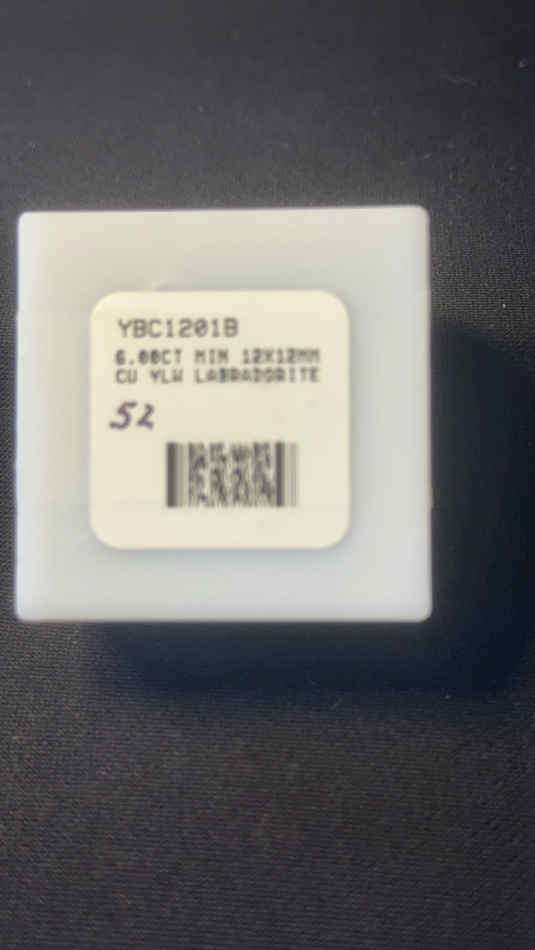 YBC1201B
6.00CT MIN 12X12MM
CU YLW LABRADORITE
52